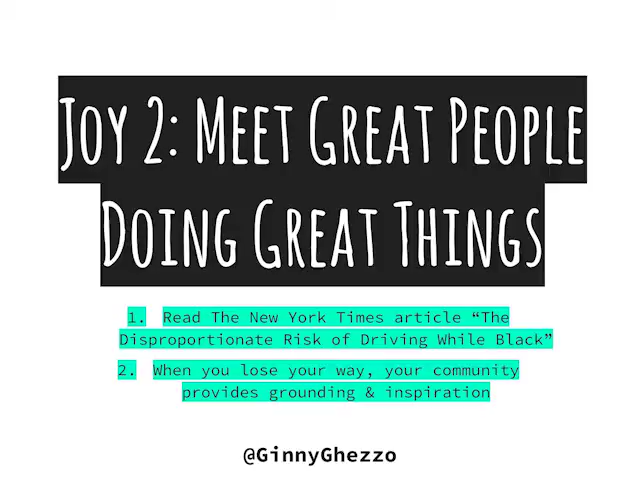 Joy 2: Meet Great People
Doing Great Things
1. Read The New York Times article “The
Disproportionate Risk of Driving While Black”
2. When you lose your way, your community
provides grounding & inspiration
@GinnyGhezzo